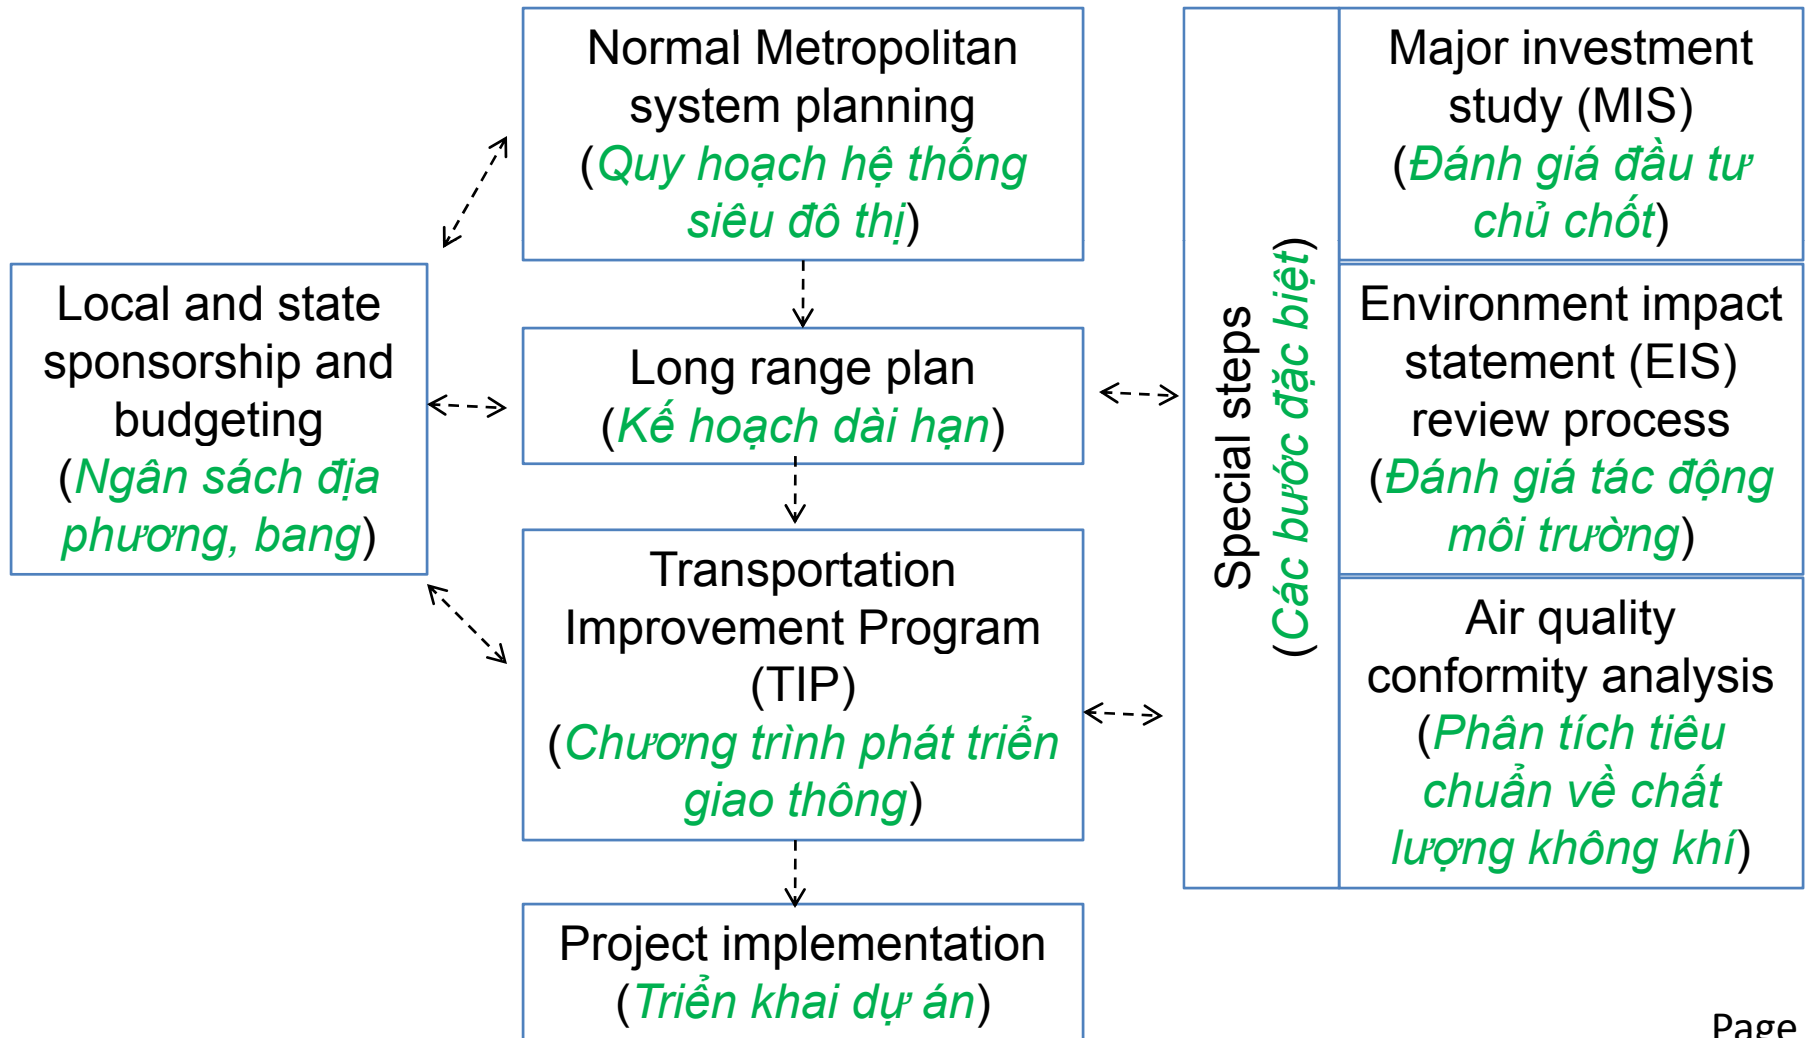 Normal Metropolitan
system planning
(Quy hoạch hệ thống
siêu đô thị)
Major investment
study (MIS)
(Đánh giá đầu tư
chủ chốt)
Local and state
sponsorship and
budgeting
(Ngân sách địa
phương, bang)
Long range plan
(Kế hoạch dài hạn)
Special steps
(Các bước đặc biệt)
Environment impact
statement (EIS)
review process
(Đánh giá tác động
môi trường)
Transportation
Improvement Program
(TIP)
(Chương trình phát triển
giao thông)
Air quality
conformity analysis
(Phân tích tiêu
chuẩn về chất
lượng không khí)
Project implementation
(Triển khai dự án)
Page